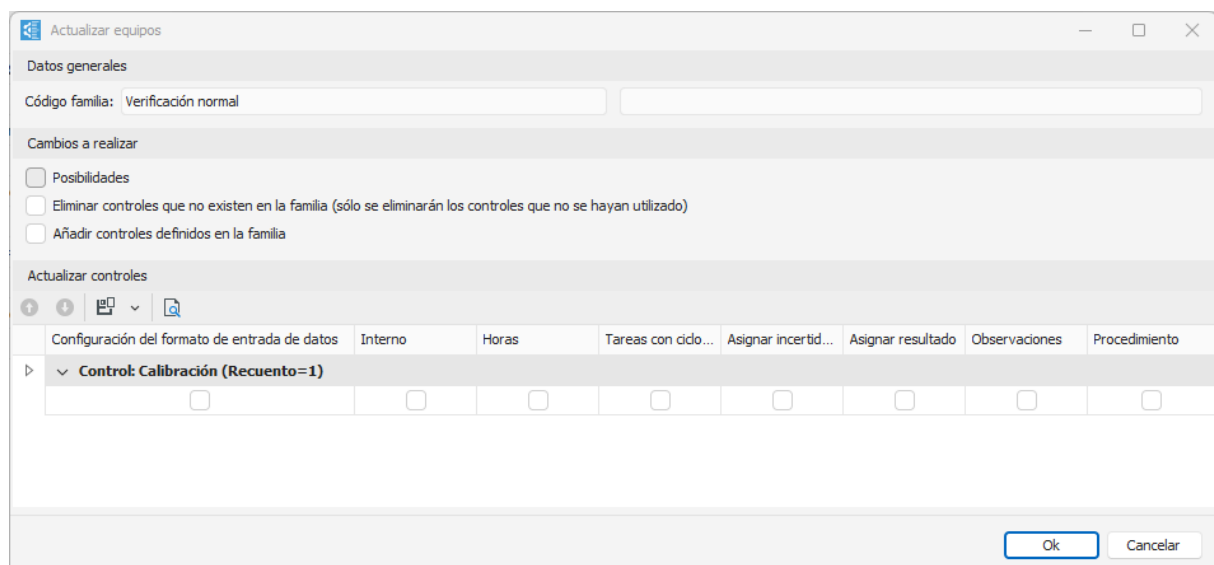 Actualizar equipos
Datos generales
Código familia: Verificación normal
Cambios a realizar
Posibilidades
Eliminar controles que no existen en la familia (sólo se eliminarán los controles que no se hayan utilizado)
Añadir controles definidos en la familia
Actualizar controles
Configuración del formato de entrada de datos Interno Horas Tareas con ciclo... Asignar incertid... Asignar resultado Observaciones Procedimiento
Control: Calibración (Recuento=1)
Ok Cancelar